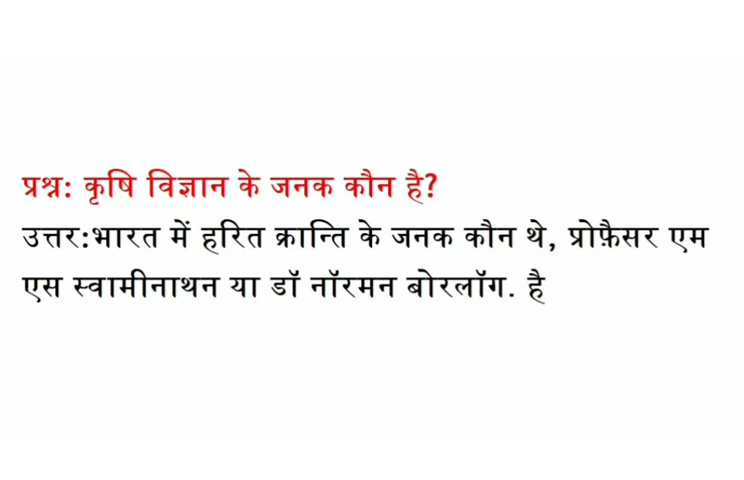 प्रश्न: कृषि विज्ञान के जनक कौन है?
उत्तर:भारत में हरित क्रान्ति के जनक कौन थे, प्रोफ़ैसर एम
एस स्वामीनाथन या डॉ नॉरमन बोरलॉग. है